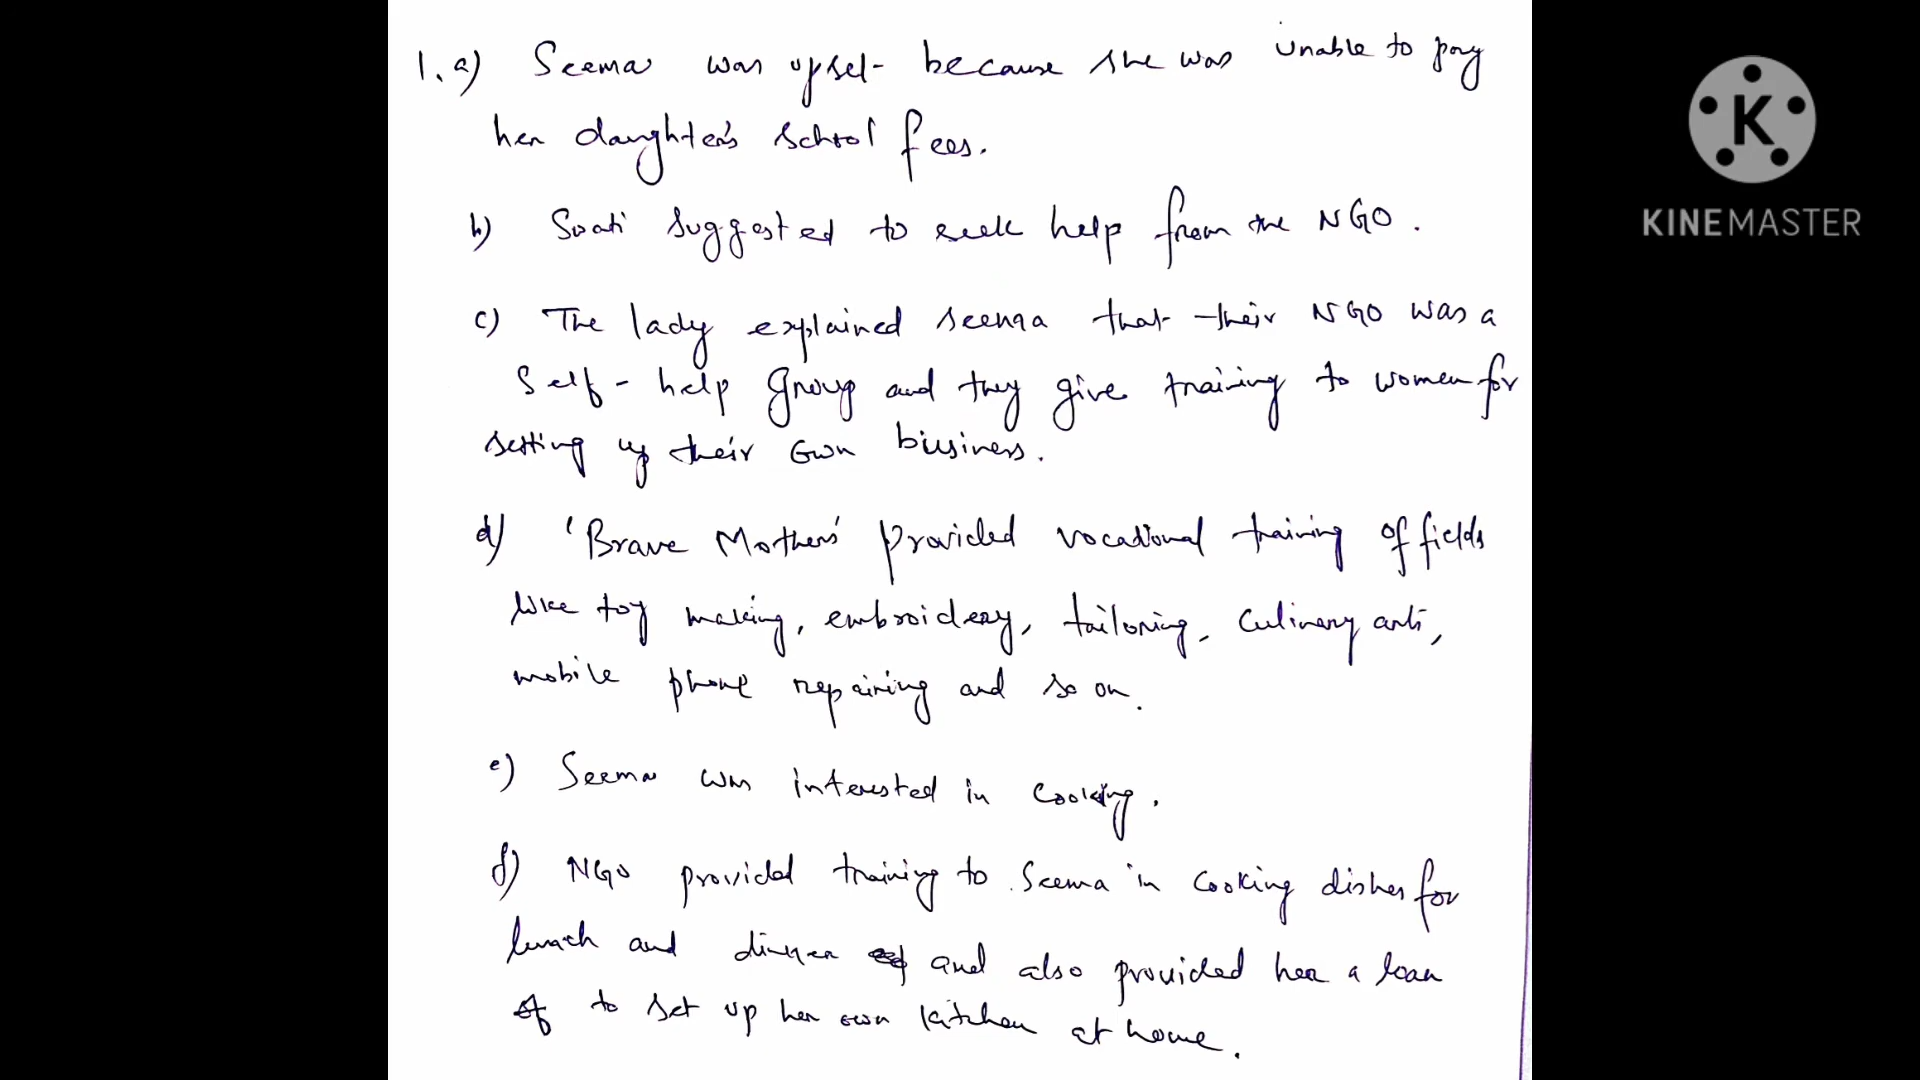 1. a) Seema was upset because she was unable to pay
her daughter's school fees.
b) Swati suggested to seek help from the NGO.
c) The lady explained seema that their NGO was a
Self-help group and they give training to women for
setting up their own business.
d) 'Brave Mothers' provided vocational training of fields
like toy making, embroidery, tailoring, culinary arts,
mobile phone repairing and so on.
e) Seema was interested in cooking.
f) NGO provided training to Seema in cooking dishes for
lunch and dinner and also provided her a loan
to set up her own kitchen at home.
K
KINEMASTER